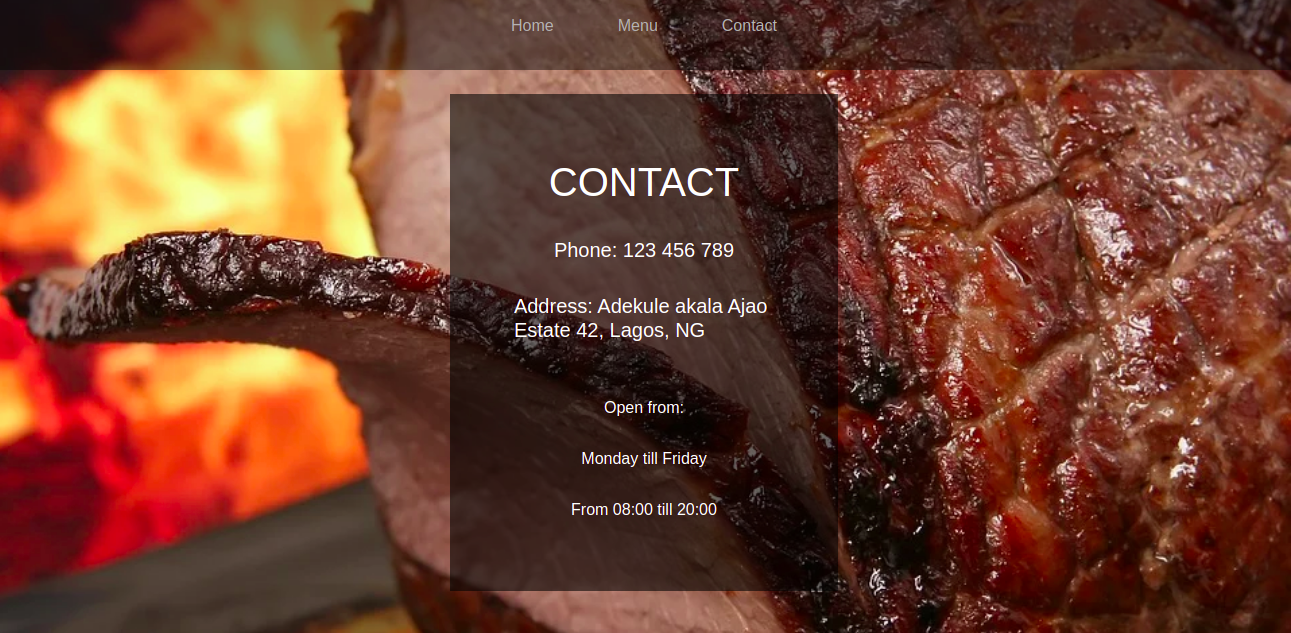 Home Menu Contact
CONTACT
Phone: 123 456 789
Address: Adekule akala Ajao
Estate 42, Lagos, NG
Open from:
Monday till Friday
From 08:00 till 20:00